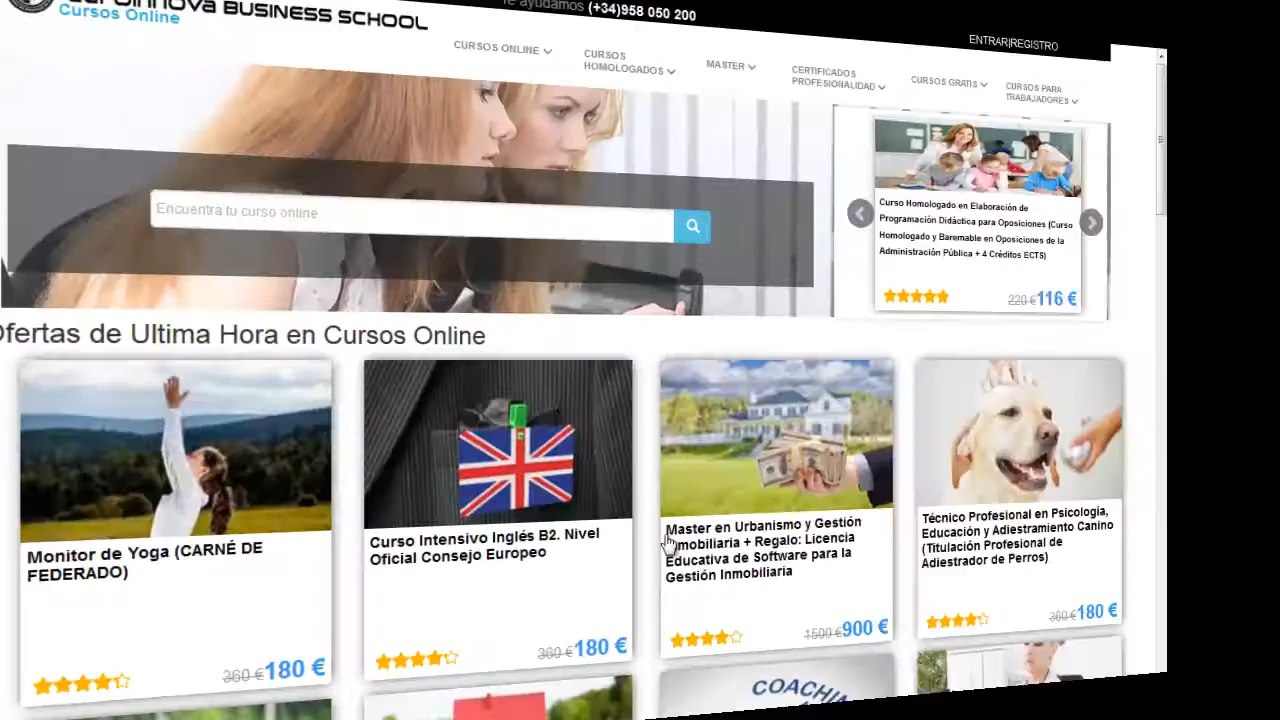 Te ayudamos (+34)958 050 200
euroinnova BUSINESS SCHOOL
Cursos Online
ENTRAR|REGISTRO
CURSOS ONLINE
CURSOS
HOMOLOGADOS
MASTER
CERTIFICADOS
PROFESIONALIDAD
CURSOS GRATIS
CURSOS PARA
TRABAJADORES
Encuentra tu curso online
Curso Homologado en Elaboración de
Programación Didáctica para Oposiciones (Curso
Homologado y Baremable en Oposiciones de la
Administración Pública + 4 Créditos ECTS)
220 € 116 €
Ofertas de Ultima Hora en Cursos Online
Monitor de Yoga (CARNÉ DE
FEDERADO)
360 € 180 €
Curso Intensivo Inglés B2. Nivel
Oficial Consejo Europeo
360 € 180 €
Master en Urbanismo y Gestión
Inmobiliaria + Regalo: Licencia
Educativa de Software para la
Gestión Inmobiliaria
1500 € 900 €
Técnico Profesional en Psicología,
Educación y Adiestramiento Canino
(Titulación Profesional de
Adiestrador de Perros)
360 € 180 €
COACHIN